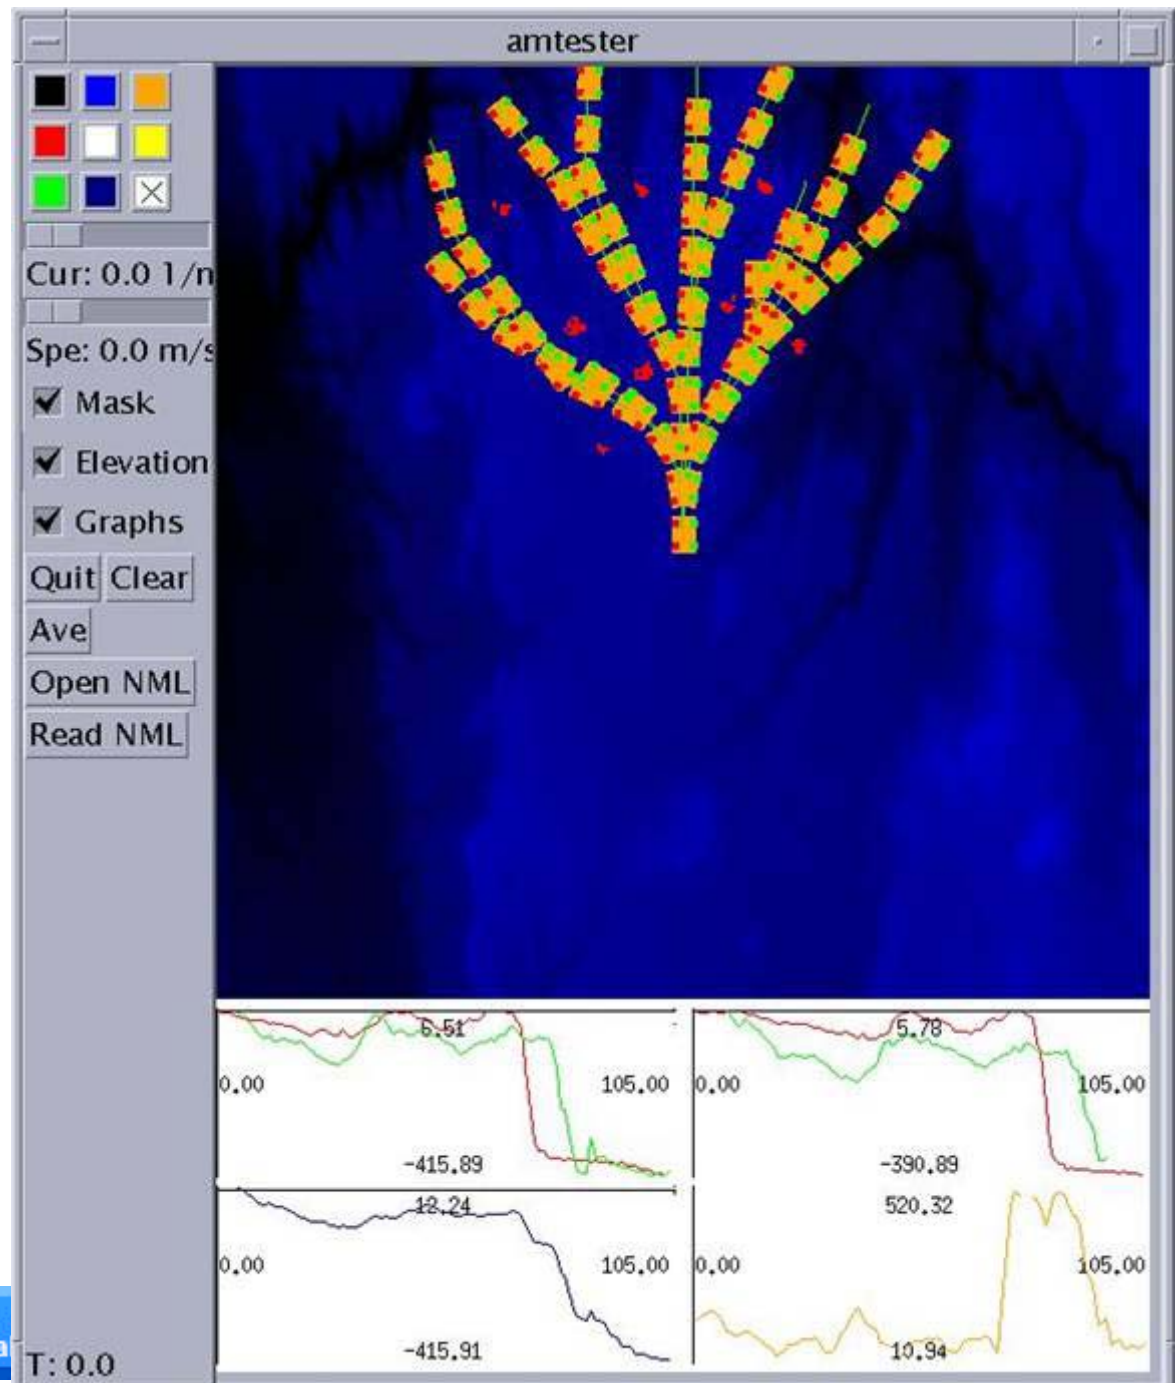 amtester
Cur: 0.0 1/n
Spe: 0.0 m/s
Mask
Elevation
Graphs
Quit Clear
Ave
Open NML
Read NML
T: 0.0
6.51
0.00 105.00
-415.89
5.78
0.00 105.00
-390.89
12.24
0.00 105.00
-415.91
520.32
0.00 105.00
10.94